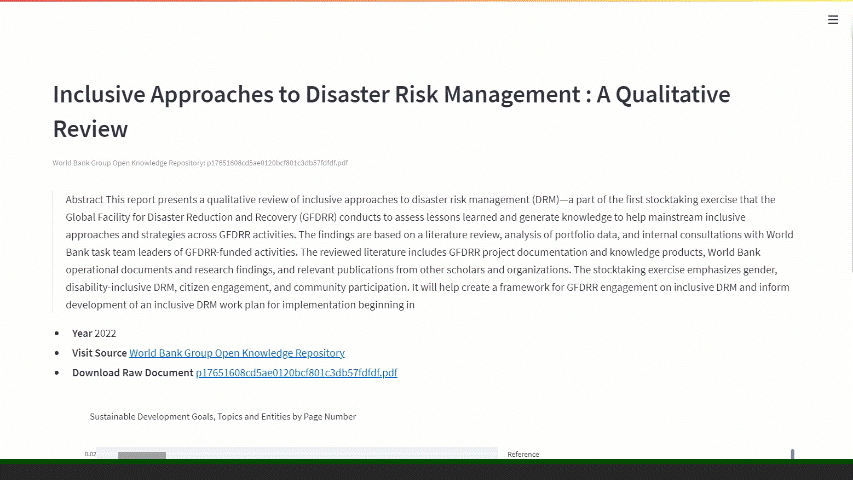 Inclusive Approaches to Disaster Risk Management : A Qualitative
Review
World Bank Group Open Knowledge Repository: p17651608cd5ae0120bcf801c3db57fdfdf.pdf
Abstract This report presents a qualitative review of inclusive approaches to disaster risk management (DRM)—a part of the first stocktaking exercise that the
Global Facility for Disaster Reduction and Recovery (GFDRR) conducts to assess lessons learned and generate knowledge to help mainstream inclusive
approaches and strategies across GFDRR activities. The findings are based on a literature review, analysis of portfolio data, and internal consultations with World
Bank task team leaders of GFDRR-funded activities. The reviewed literature includes GFDRR project documentation and knowledge products, World Bank
operational documents and research findings, and relevant publications from other scholars and organizations. The stocktaking exercise emphasizes gender,
disability-inclusive DRM, citizen engagement, and community participation. It will help create a framework for GFDRR engagement on inclusive DRM and inform
development of an inclusive DRM work plan for implementation beginning in
• Year 2022
• Visit Source World Bank Group Open Knowledge Repository
• Download Raw Document p17651608cd5ae0120bcf801c3db57fdfdf.pdf
Sustainable Development Goals, Topics and Entities by Page Number
0.02
Reference